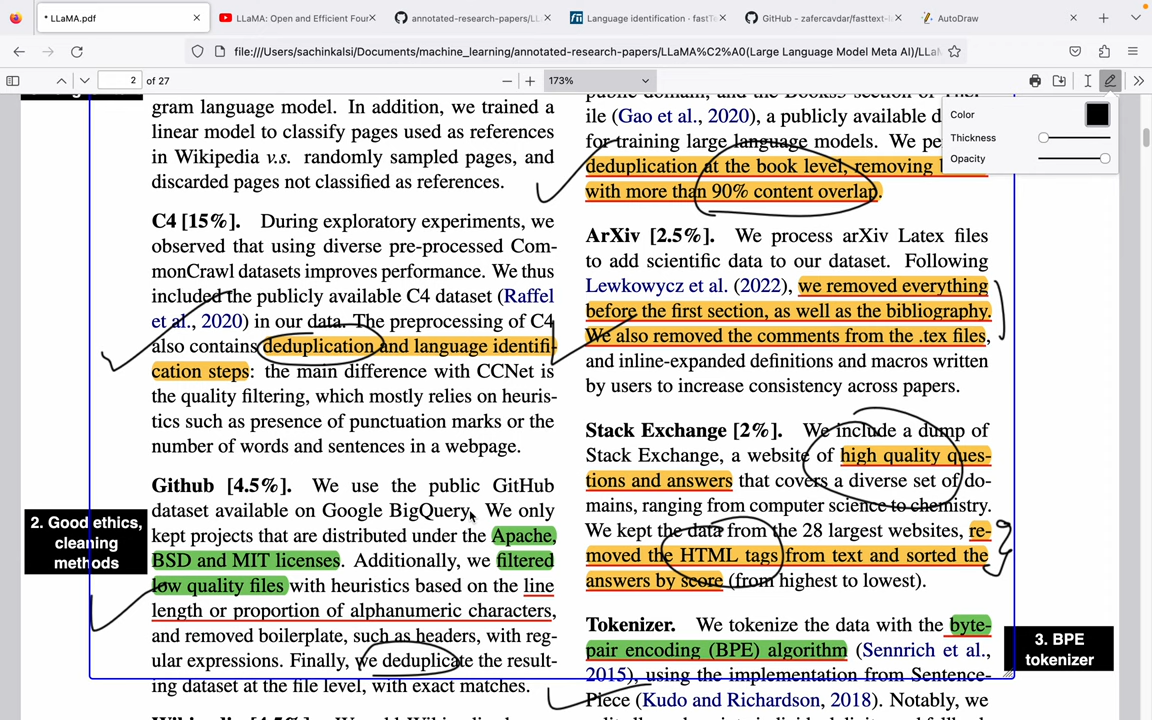 * LLaMA.pdf
LLaMA: Open and Efficient Foun
annotated-research-papers/LL
Language identification · fastTe
GitHub - zafercavdar/fasttext-l
AutoDraw
file:///Users/sachinkalsi/Documents/machine_learning/annotated-research-papers/LLaMA%C2%A0(Large Language Model Meta AI)/LLa
2 of 27
173%
Color
Thickness
Opacity
gram language model. In addition, we trained a
linear model to classify pages used as references
in Wikipedia v.s. randomly sampled pages, and
discarded pages not classified as references.
C4 [15%]. During exploratory experiments, we
observed that using diverse pre-processed Com-
monCrawl datasets improves performance. We thus
included the publicly available C4 dataset (Raffel
et al., 2020) in our data. The preprocessing of C4
also contains deduplication and language identifi-
cation steps: the main difference with CCNet is
the quality filtering, which mostly relies on heuris-
tics such as presence of punctuation marks or the
number of words and sentences in a webpage.
Github [4.5%]. We use the public GitHub
dataset available on Google BigQuery. We only
kept projects that are distributed under the Apache,
BSD and MIT licenses. Additionally, we filtered
low quality files with heuristics based on the line
length or proportion of alphanumeric characters,
and removed boilerplate, such as headers, with reg-
ular expressions. Finally, we deduplicate the result-
ing dataset at the file level, with exact matches.
2. Good ethics,
cleaning
methods
ile (Gao et al., 2020), a publicly available d
for training large language models. We pe
deduplication at the book level, removing
with more than 90% content overlap.
ArXiv [2.5%]. We process arXiv Latex files
to add scientific data to our dataset. Following
Lewkowycz et al. (2022), we removed everything
before the first section, as well as the bibliography.
We also removed the comments from the .tex files,
and inline-expanded definitions and macros written
by users to increase consistency across papers.
Stack Exchange [2%]. We include a dump of
Stack Exchange, a website of high quality ques-
tions and answers that covers a diverse set of do-
mains, ranging from computer science to chemistry.
We kept the data from the 28 largest websites, re-
moved the HTML tags from text and sorted the
answers by score (from highest to lowest).
Tokenizer. We tokenize the data with the byte-
pair encoding (BPE) algorithm (Sennrich et al.,
2015), using the implementation from Sentence-
Piece (Kudo and Richardson, 2018). Notably, we
3. BPE
tokenizer